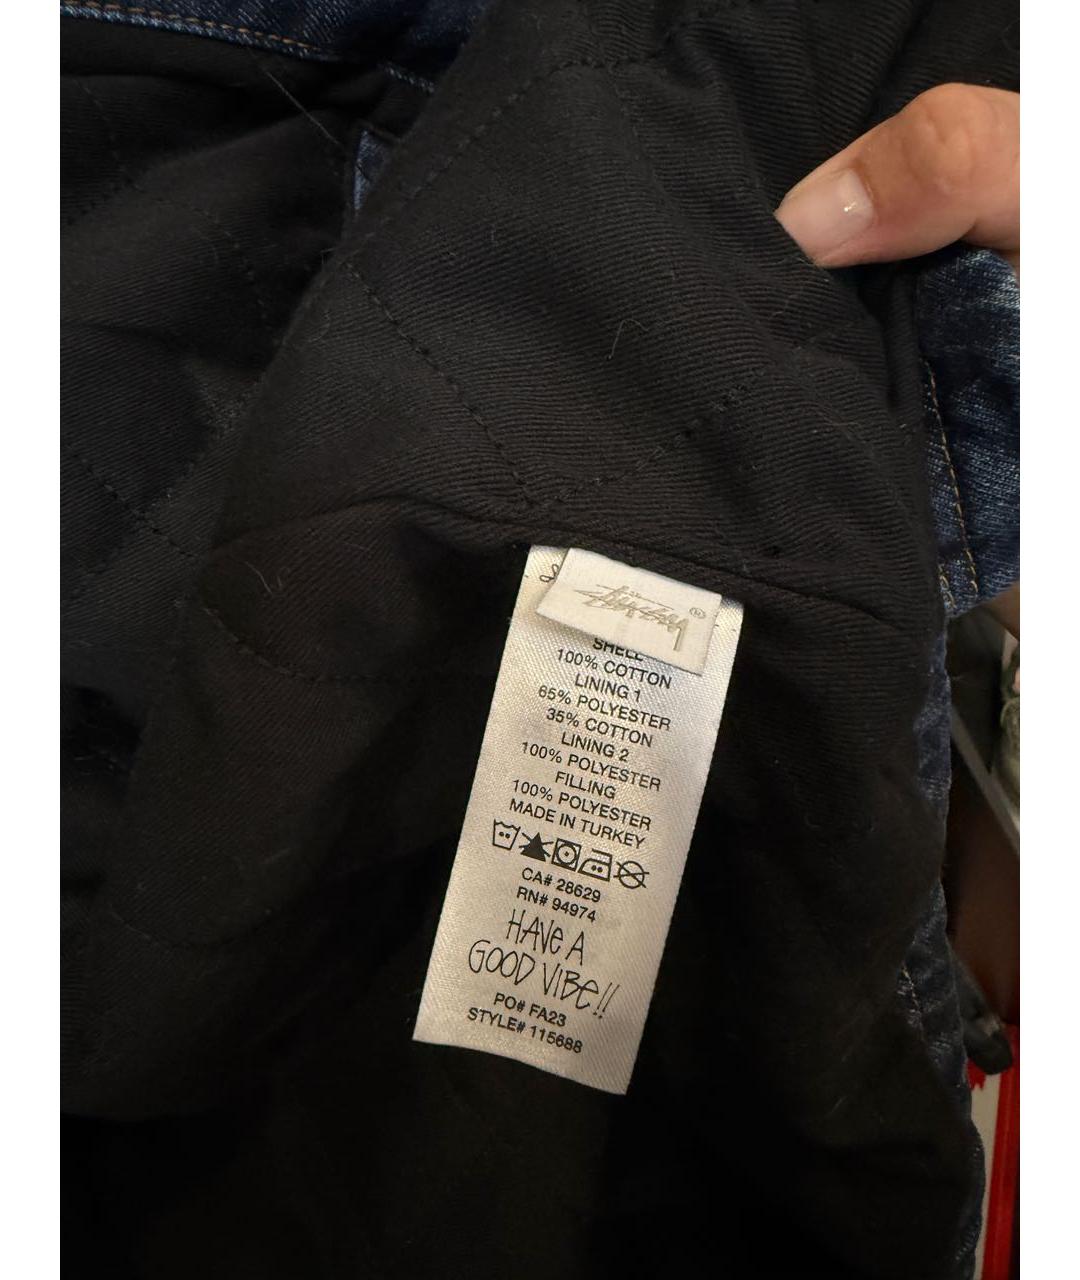 Stüssy ®
SHELL
100% COTTON
LINING 1
65% POLYESTER
35% COTTON
LINING 2
100% POLYESTER
FILLING
100% POLYESTER
MADE IN TURKEY
CA# 28629
RN# 94974
HAVE A
GOOD VIBE!!
PO# FA23
STYLE# 115688